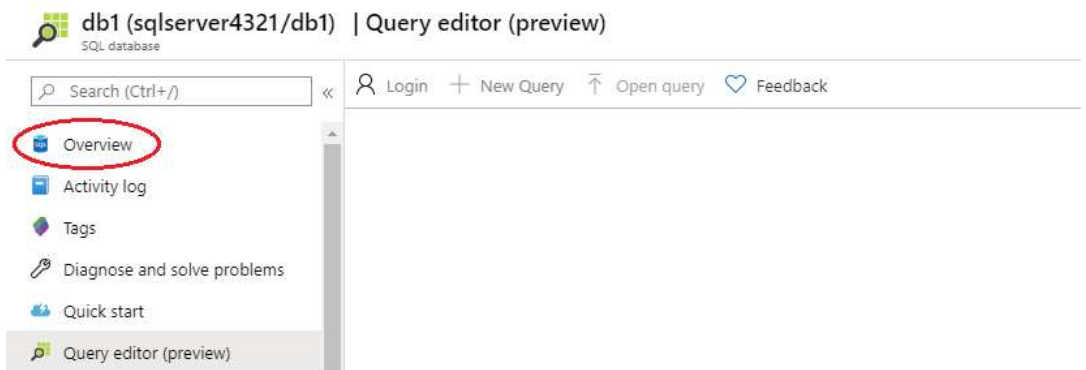 db1 (sqlserver4321/db1) | Query editor (preview)
SQL database
Search (Ctrl+/) «
Login New Query Open query Feedback
Overview
Activity log
Tags
Diagnose and solve problems
Quick start
Query editor (preview)